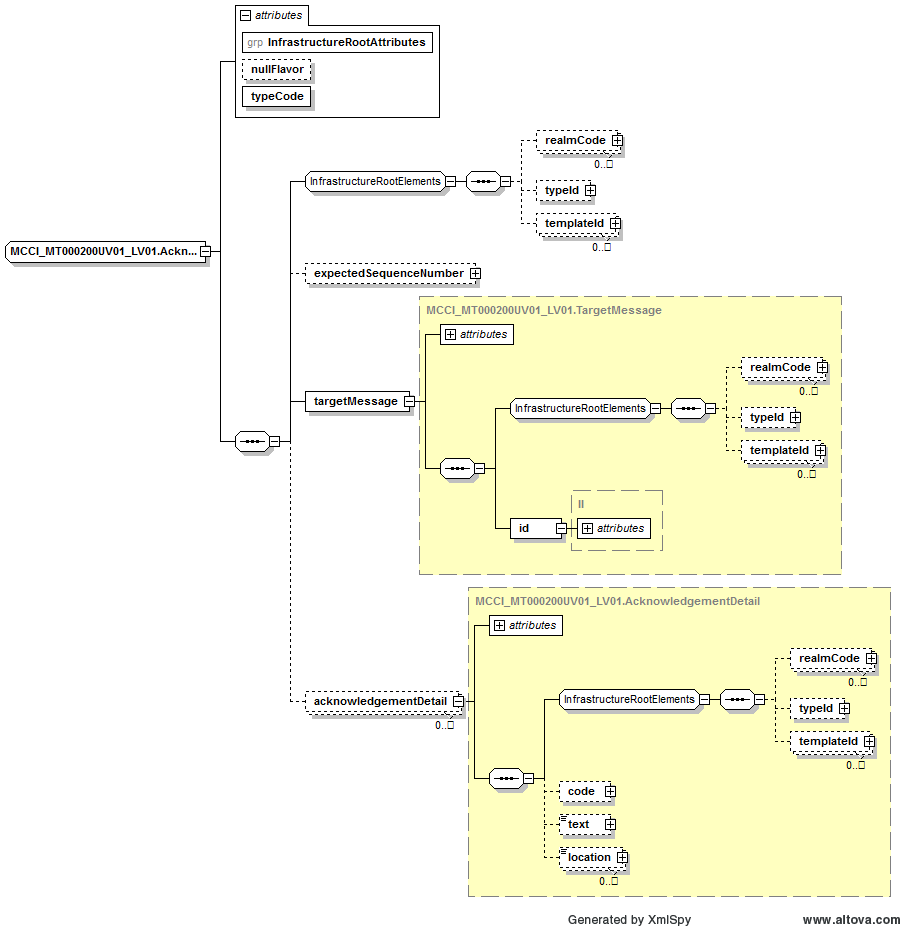 attributes
grp InfrastructureRootAttributes
nullFlavor
typeCode
MCCI_MT000200UV01_LV01.Ackn...
InfrastructureRootElements
realmCode
0..□
typeId
templateId
0..□
expectedSequenceNumber
targetMessage
MCCI_MT000200UV01_LV01.TargetMessage
attributes
InfrastructureRootElements
realmCode
0..□
typeId
templateId
0..□
id
II
attributes
acknowledgementDetail
0..□
MCCI_MT000200UV01_LV01.AcknowledgementDetail
attributes
InfrastructureRootElements
realmCode
0..□
typeId
templateId
0..□
code
text
location
0..□
Generated by XmlSpy
www.altova.com